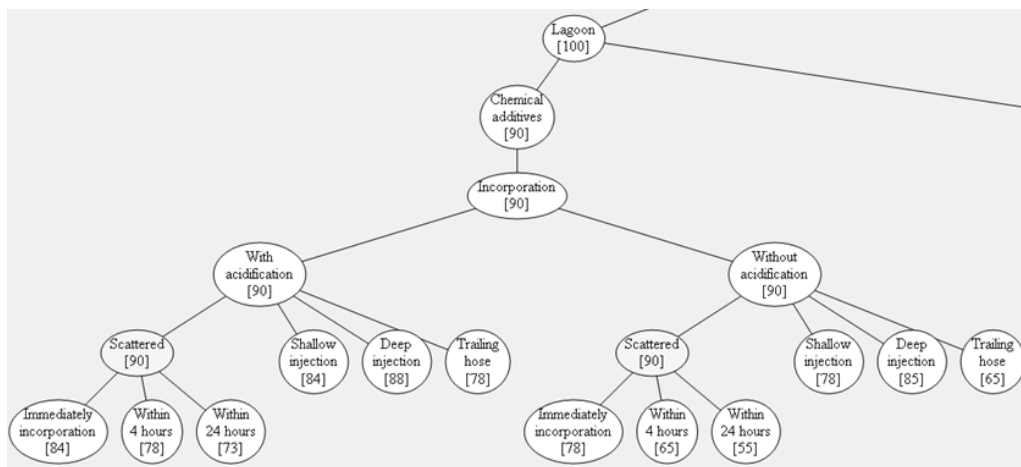 Lagoon
[100]
Chemical
additives
[90]
Incorporation
[90]
With
acidification
[90]
Without
acidification
[90]
Scattered
[90]
Shallow
injection
[84]
Deep
injection
[88]
Trailing
hose
[78]
Scattered
[90]
Shallow
injection
[78]
Deep
injection
[85]
Trailing
hose
[65]
Immediately
incorporation
[84]
Within
4 hours
[78]
Within
24 hours
[73]
Immediately
incorporation
[78]
Within
4 hours
[65]
Within
24 hours
[55]